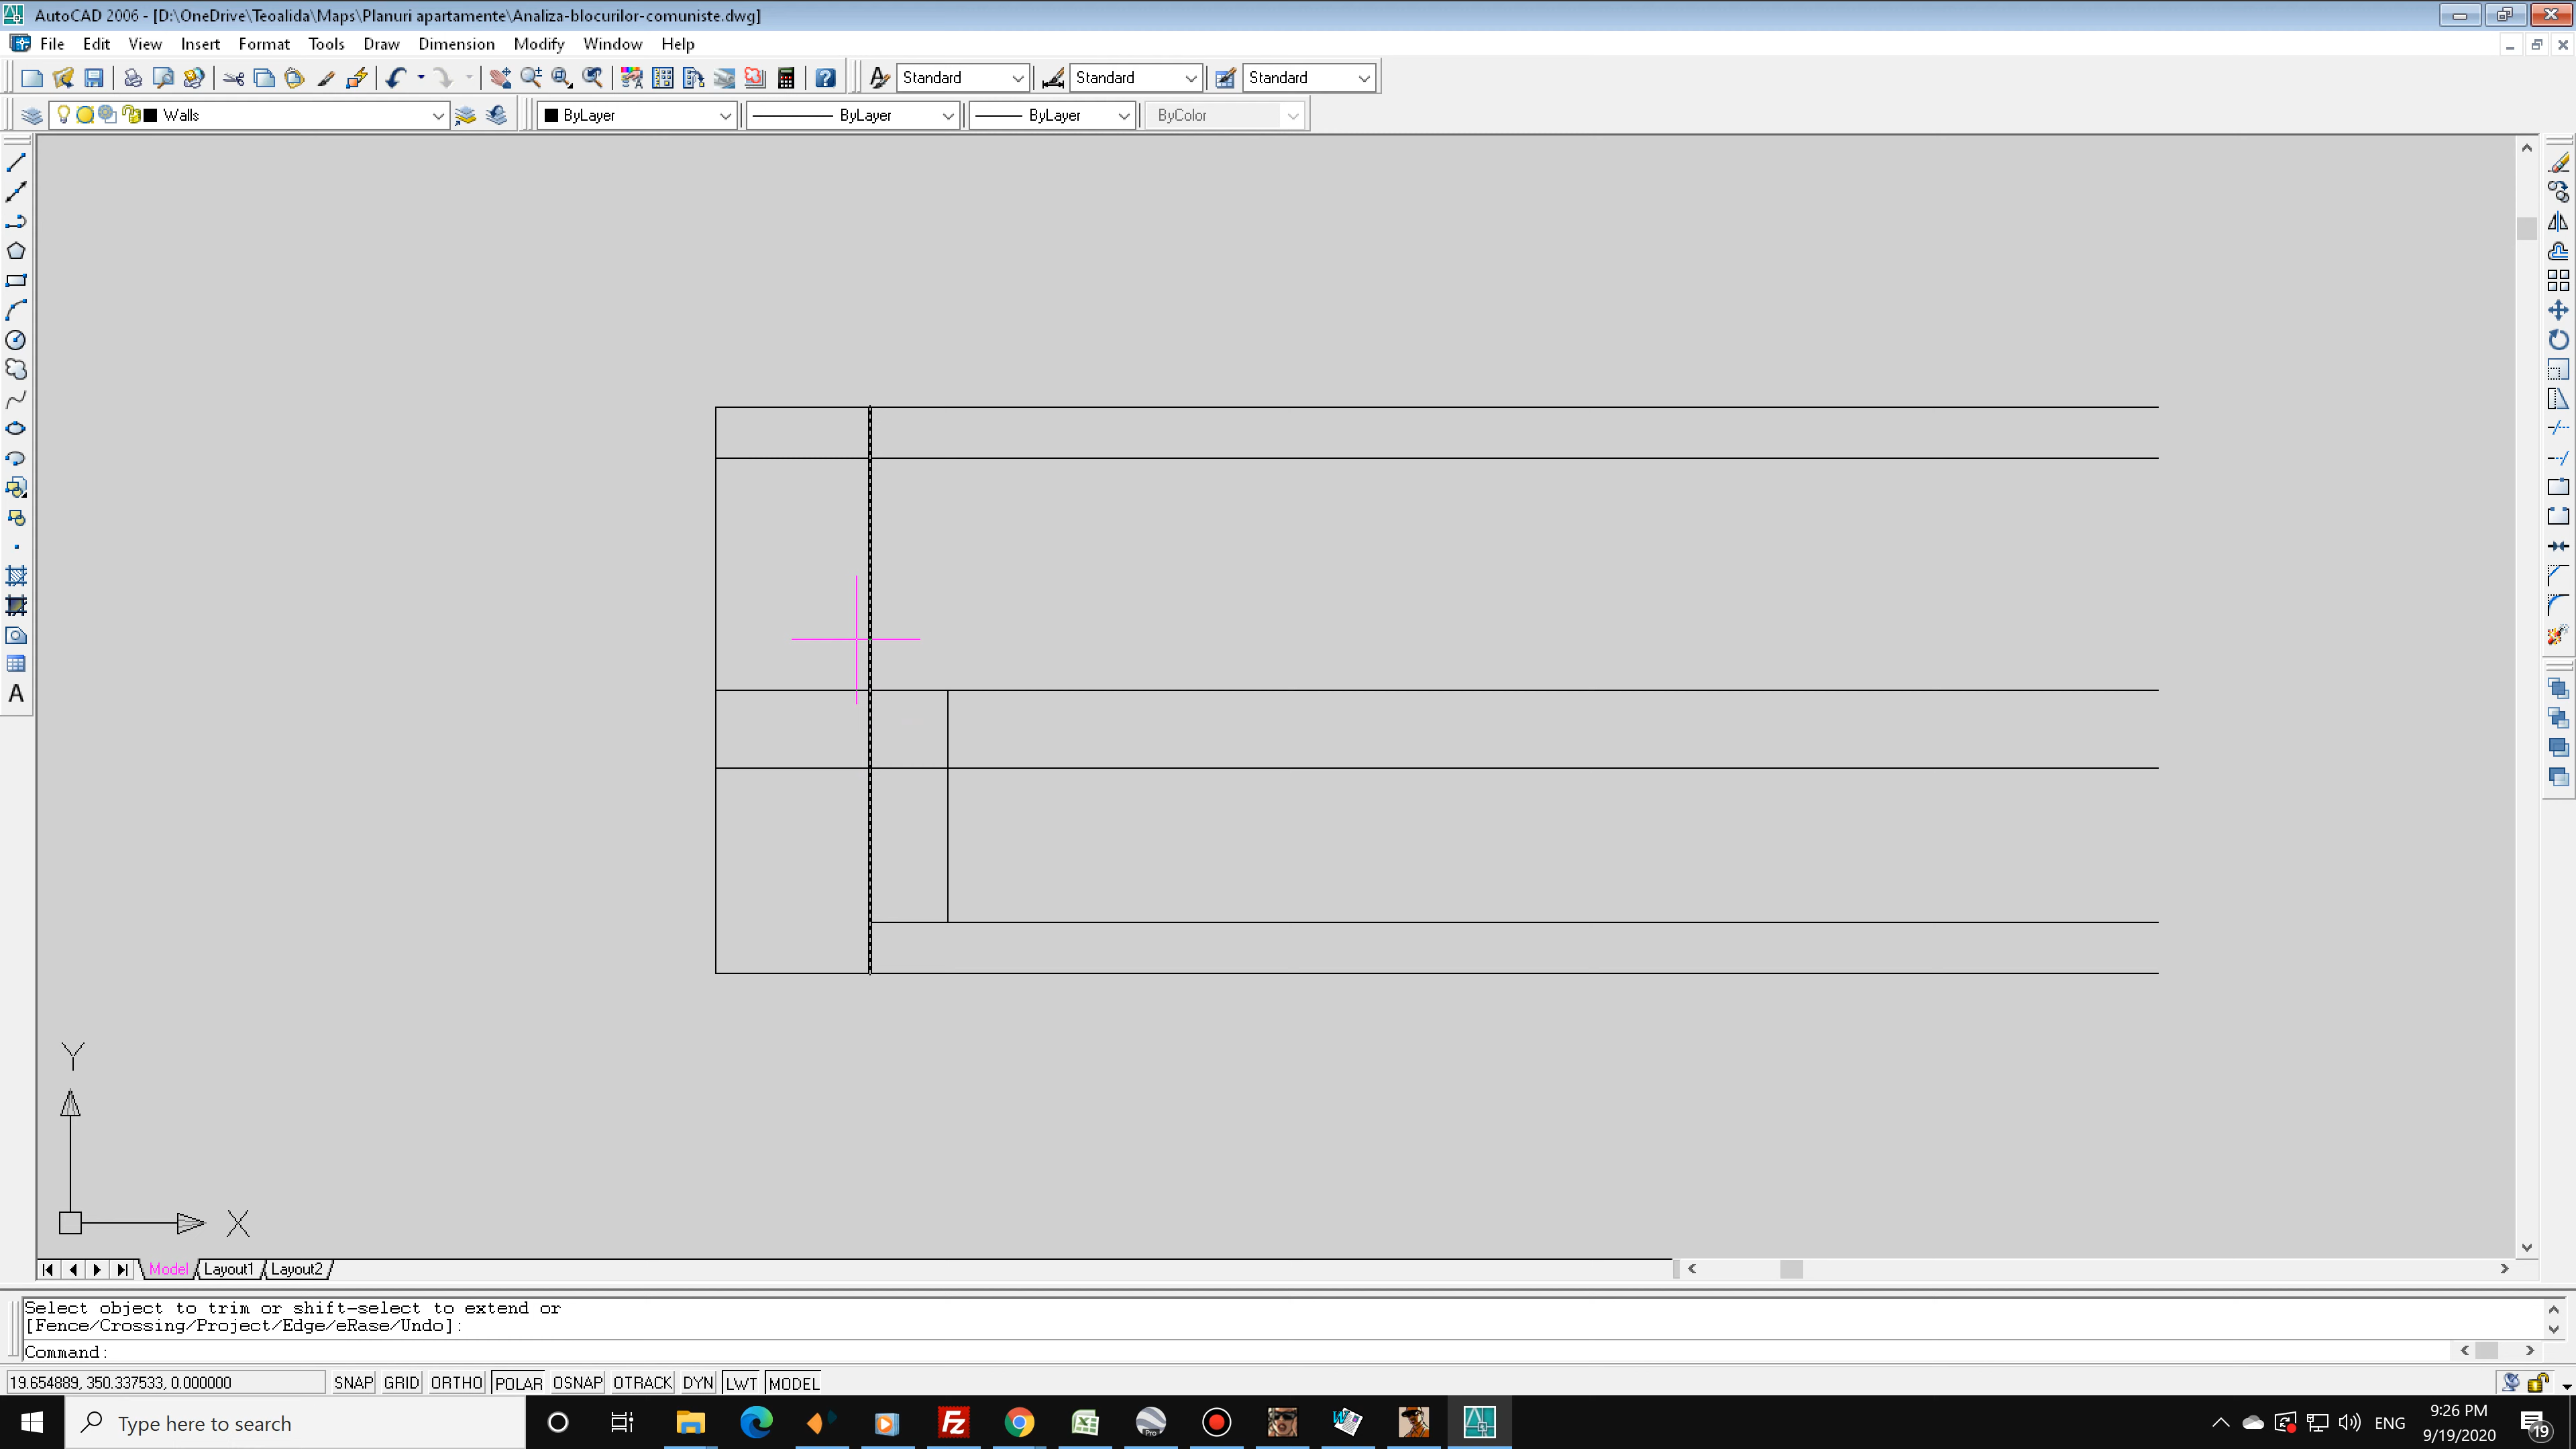 AutoCAD 2006 - [D:\OneDrive\Teoalida\Maps\Planuri apartamente\Analiza-blocurilor-comuniste.dwg]
File Edit View Insert Format Tools Draw Dimension Modify Window Help
Standard Standard Standard
Walls ByLayer ByLayer ByLayer ByColor
A
Y
X
Model Layout1 Layout2
Select object to trim or shift-select to extend or
[Fence/Crossing/Project/Edge/eRase/Undo]:
Command:
19.654889, 350.337533, 0.000000 SNAP GRID ORTHO POLAR OSNAP OTRACK DYN LWT MODEL
Type here to search Fz Pro W ENG 9:26 PM
9/19/2020 19